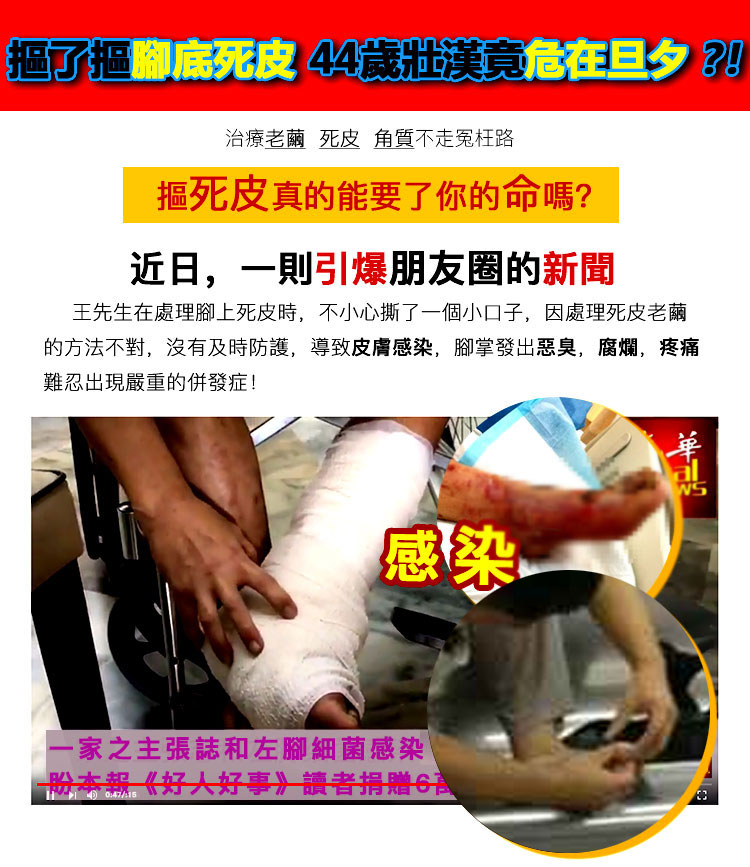 摳了摳腳底死皮 44歲壯漢竟危在旦夕?!
治療老繭 死皮 角質不走冤枉路
摳死皮真的能要了你的命嗎?
近日，一則引爆朋友圈的新聞
王先生在處理腳上死皮時，不小心撕了一個小口子，因處理死皮老繭
的方法不對，沒有及時防護，導致皮膚感染，腳掌發出惡臭，腐爛，疼痛
難忍出現嚴重的併發症！
華
al
ws
感染
一家之主張誌和左腳細菌感染
盼本報《好人好事》讀者捐贈6萬